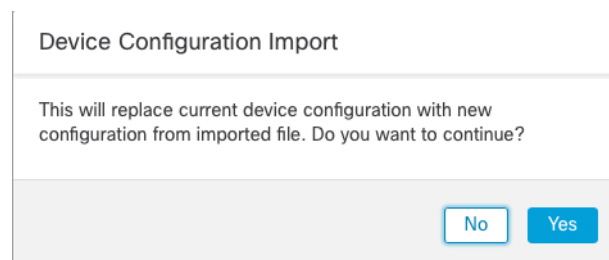 Device Configuration Import
This will replace current device configuration with new
configuration from imported file. Do you want to continue?
No
Yes